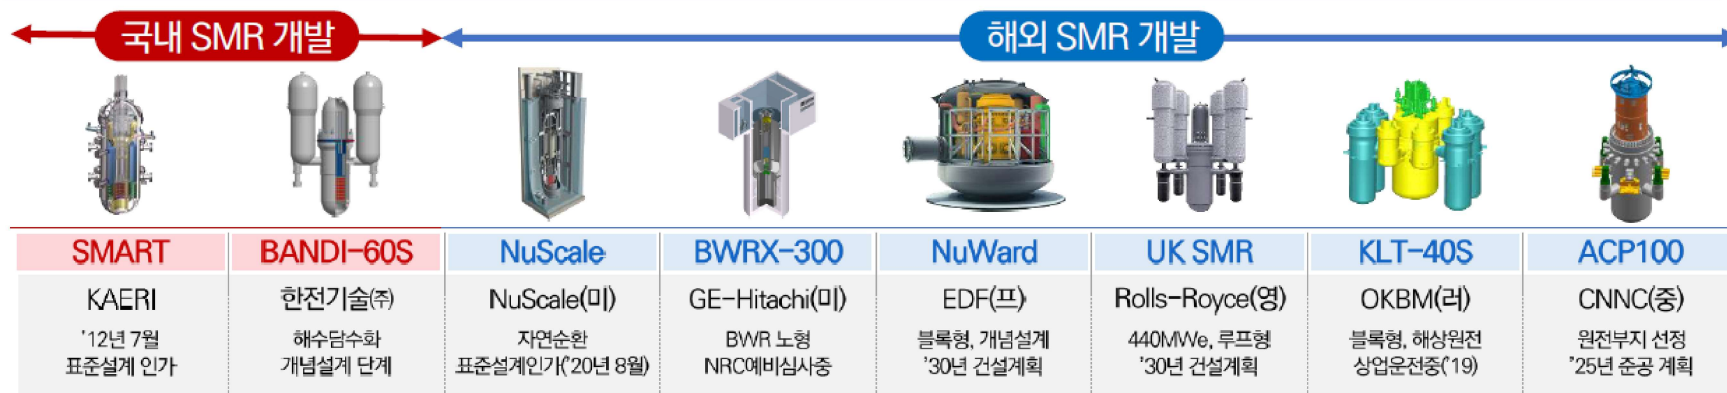 국내 SMR 개발
해외 SMR 개발
SMART
KAERI
'12년 7월
표준설계 인가
BANDI-60S
한전기술㈜
해수담수화
개념설계 단계
NuScale
NuScale(미)
자연순환
표준설계인가('20년 8월)
BWRX-300
GE-Hitachi(미)
BWR 노형
NRC예비심사중
NuWard
EDF(프)
블록형, 개념설계
'30년 건설계획
UK SMR
Rolls-Royce(영)
440MWe, 루프형
'30년 건설계획
KLT-40S
OKBM(러)
블록형, 해상원전
상업운전중('19)
ACP100
CNNC(중)
원전부지 선정
'25년 준공 계획